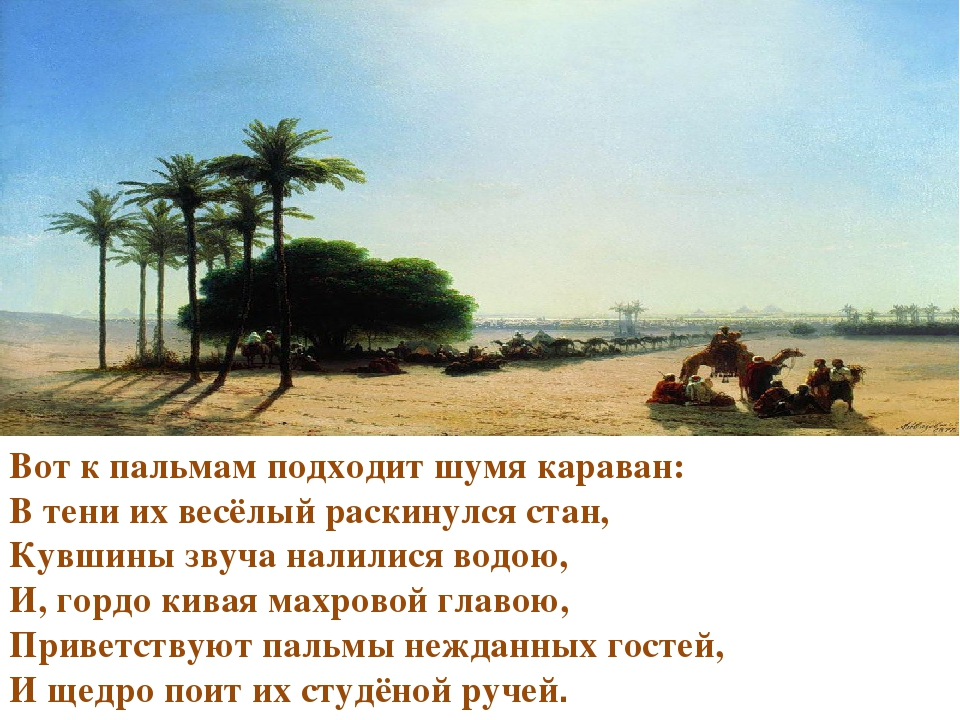 Вот к пальмам подходит шумя караван:
В тени их весёлый раскинулся стан,
Кувшины звуча налилися водою,
И, гордо кивая махровой главою,
Приветствуют пальмы нежданных гостей,
И щедро поит их студёной ручей.